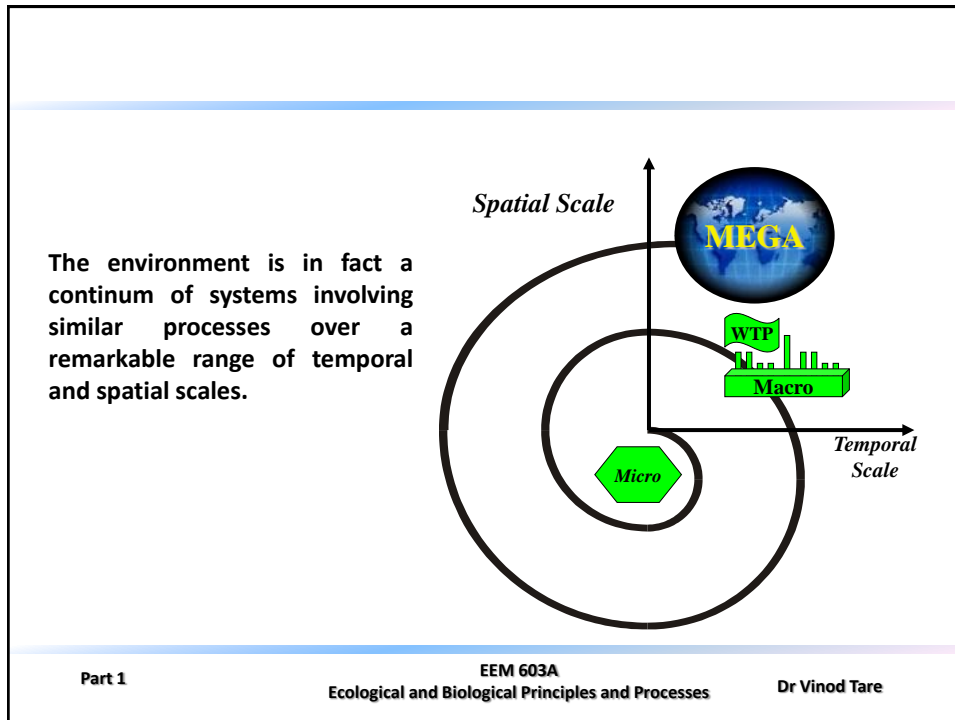 Spatial Scale
MEGA
The environment is in fact a
continum of systems involving
similar processes over a
remarkable range of temporal
and spatial scales.
WTP
Macro
Temporal
Scale
Micro
Part 1
EEM 603A
Ecological and Biological Principles and Processes
Dr Vinod Tare